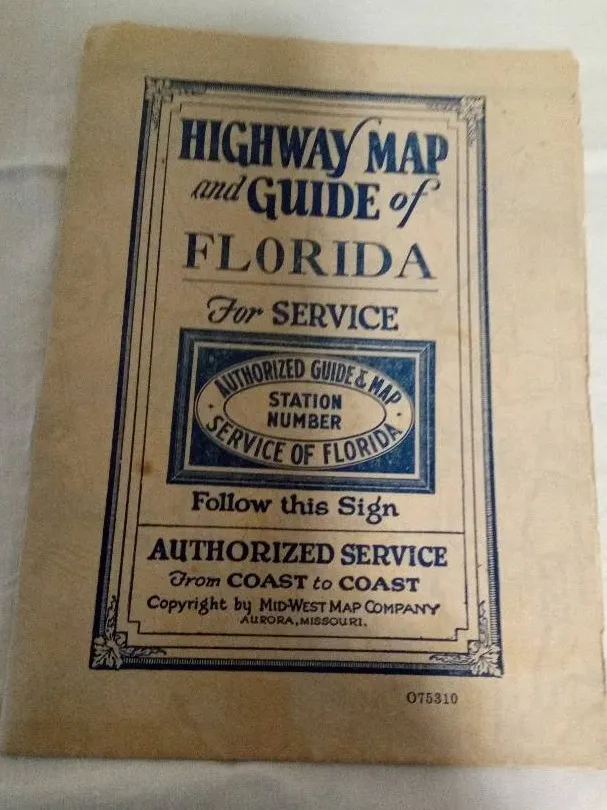 HIGHWAY MAP
and GUIDE of
FLORIDA
For SERVICE
AUTHORIZED GUIDE & MAP
STATION
NUMBER
SERVICE OF FLORIDA
Follow this Sign
AUTHORIZED SERVICE
From COAST to COAST
Copyright by MID-WEST MAP COMPANY
AURORA, MISSOURI.
O75310